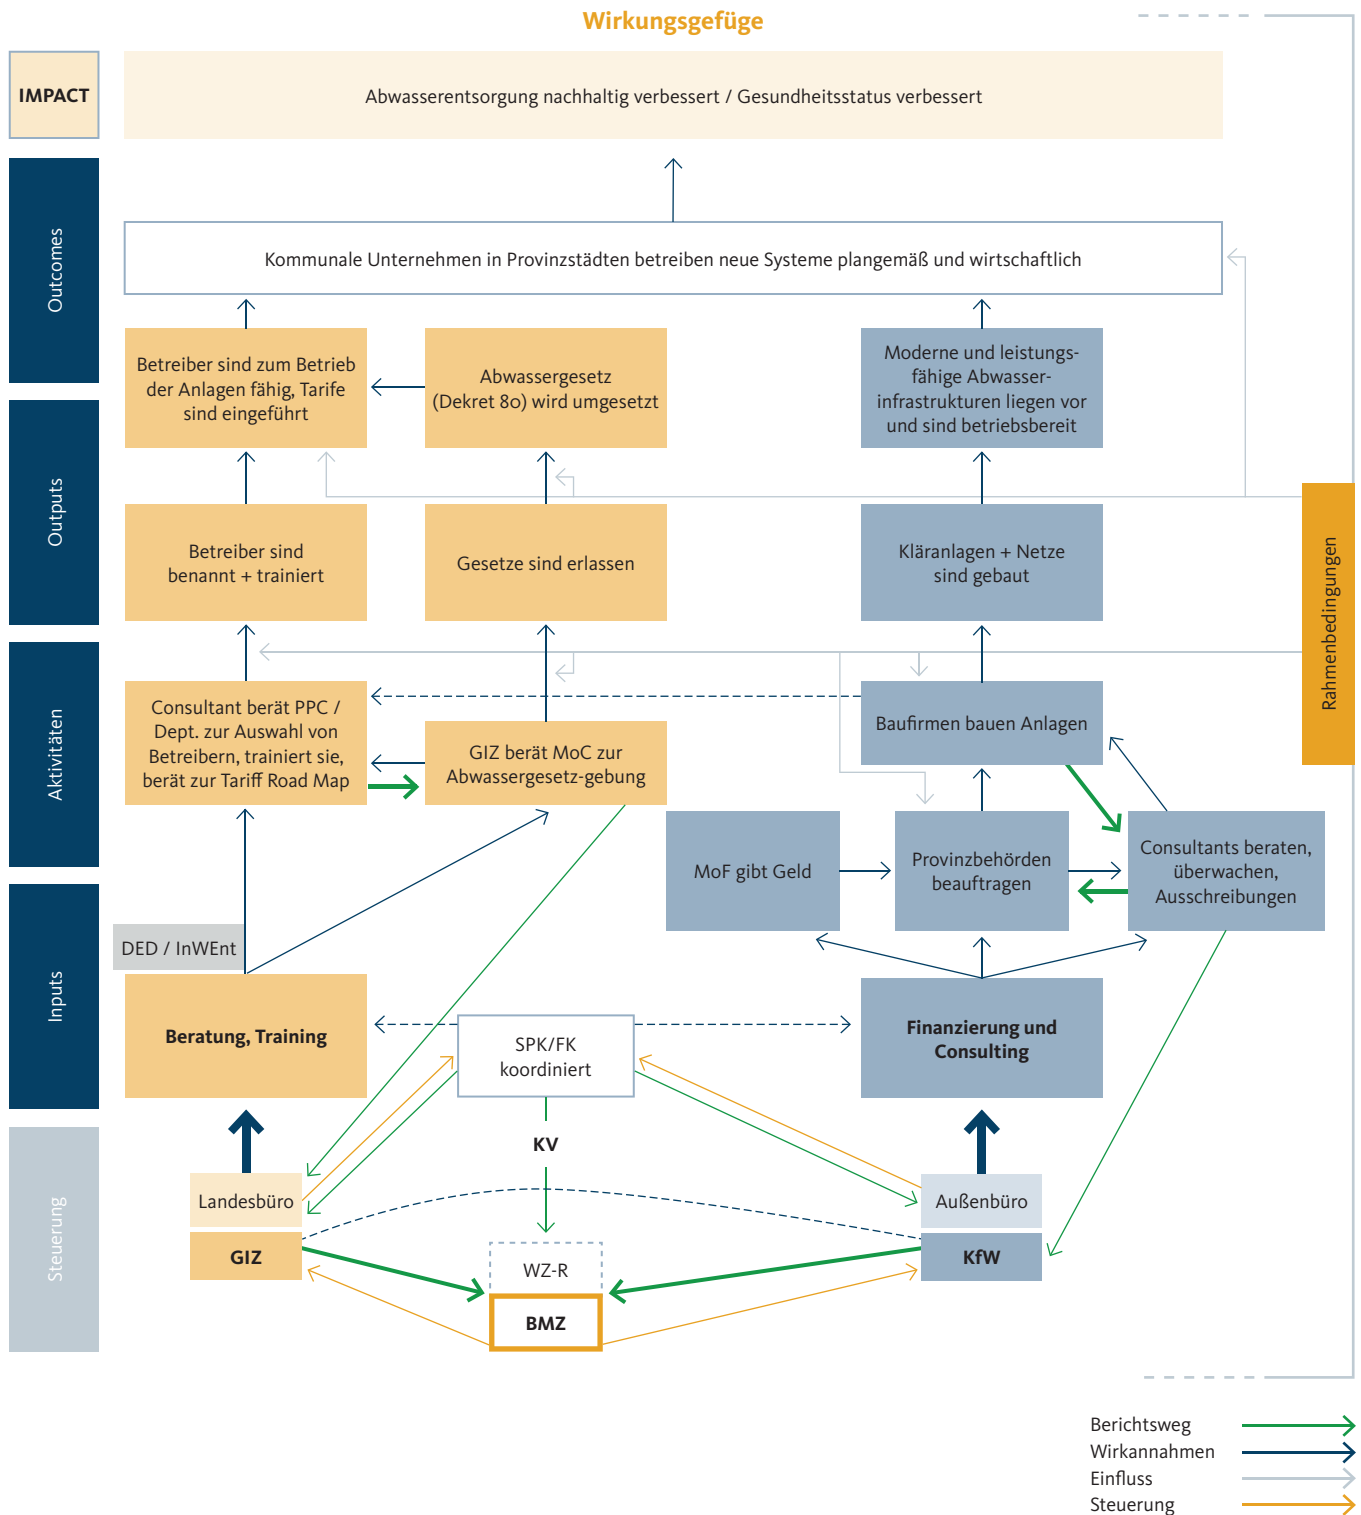 Wirkungsgefüge
IMPACT
Abwasserentsorgung nachhaltig verbessert / Gesundheitsstatus verbessert
Outcomes
Kommunale Unternehmen in Provinzstädten betreiben neue Systeme plangemäß und wirtschaftlich
Betreiber sind zum Betrieb
der Anlagen fähig, Tarife
sind eingeführt
Abwassergesetz
(Dekret 80) wird umgesetzt
Moderne und leistungs-
fähige Abwasser-
infrastrukturen liegen vor
und sind betriebsbereit
Outputs
Betreiber sind
benannt + trainiert
Gesetze sind erlassen
Kläranlagen + Netze
sind gebaut
Rahmenbedingungen
Aktivitäten
Consultant berät PPC /
Dept. zur Auswahl von
Betreibern, trainiert sie,
berät zur Tariff Road Map
GIZ berät MoC zur
Abwassergesetz-gebung
Baufirmen bauen Anlagen
MoF gibt Geld
Provinzbehörden
beauftragen
Consultants beraten,
überwachen,
Ausschreibungen
Inputs
DED / InWEnt
Beratung, Training
SPK/FK
koordiniert
Finanzierung und
Consulting
Steuerung
KV
Landesbüro
GIZ
WZ-R
BMZ
Außenbüro
KfW
Berichtsweg
Wirkannahmen
Einfluss
Steuerung